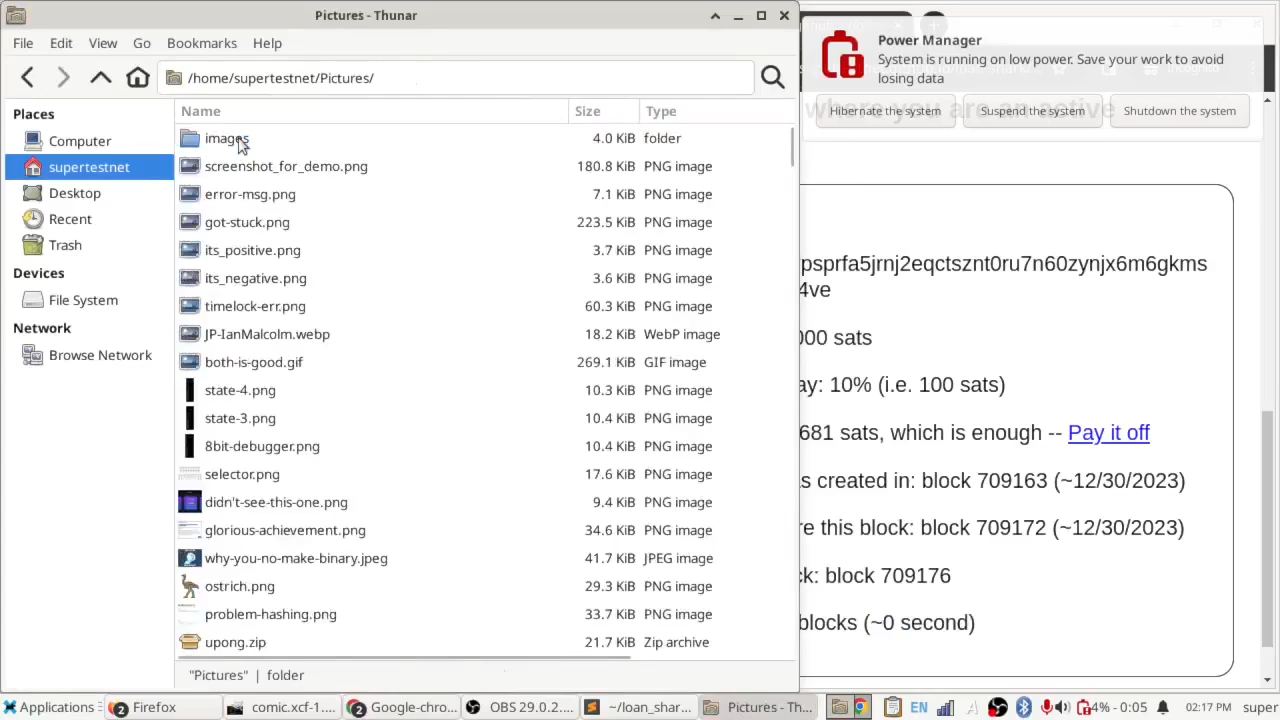 Pictures - Thunar
File Edit View Go Bookmarks Help
/home/supertestnet/Pictures/
Places
Computer
supertestnet
Desktop
Recent
Trash
Devices
File System
Network
Browse Network
Name Size Type
images 4.0 KiB folder
screenshot_for_demo.png 180.8 KiB PNG image
error-msg.png 7.1 KiB PNG image
got-stuck.png 223.5 KiB PNG image
its_positive.png 3.7 KiB PNG image
its_negative.png 3.6 KiB PNG image
timelock-err.png 60.3 KiB PNG image
JP-IanMalcolm.webp 18.2 KiB WebP image
both-is-good.gif 269.1 KiB GIF image
state-4.png 10.3 KiB PNG image
state-3.png 10.4 KiB PNG image
8bit-debugger.png 10.4 KiB PNG image
selector.png 17.6 KiB PNG image
didn't-see-this-one.png 9.4 KiB PNG image
glorious-achievement.png 34.6 KiB PNG image
why-you-no-make-binary.jpeg 41.7 KiB JPEG image
ostrich.png 29.3 KiB PNG image
problem-hashing.png 33.7 KiB PNG image
upong.zip 21.7 KiB Zip archive
"Pictures" | folder
Power Manager
System is running on low power. Save your work to avoid
losing data
Hibernate the system Suspend the system Shutdown the system
where you are an active
psprfa5jrnj2eqctsznt0ru7n60zynjx6m6gkms
4ve
000 sats
ay: 10% (i.e. 100 sats)
681 sats, which is enough -- Pay it off
s created in: block 709163 (~12/30/2023)
re this block: block 709172 (~12/30/2023)
ck: block 709176
blocks (~0 second)
Applications Firefox comic.xcf-1.... Google-chro... OBS 29.0.2.... ~/loan_shar... Pictures - Th... EN 4% - 0:05 02:17 PM super